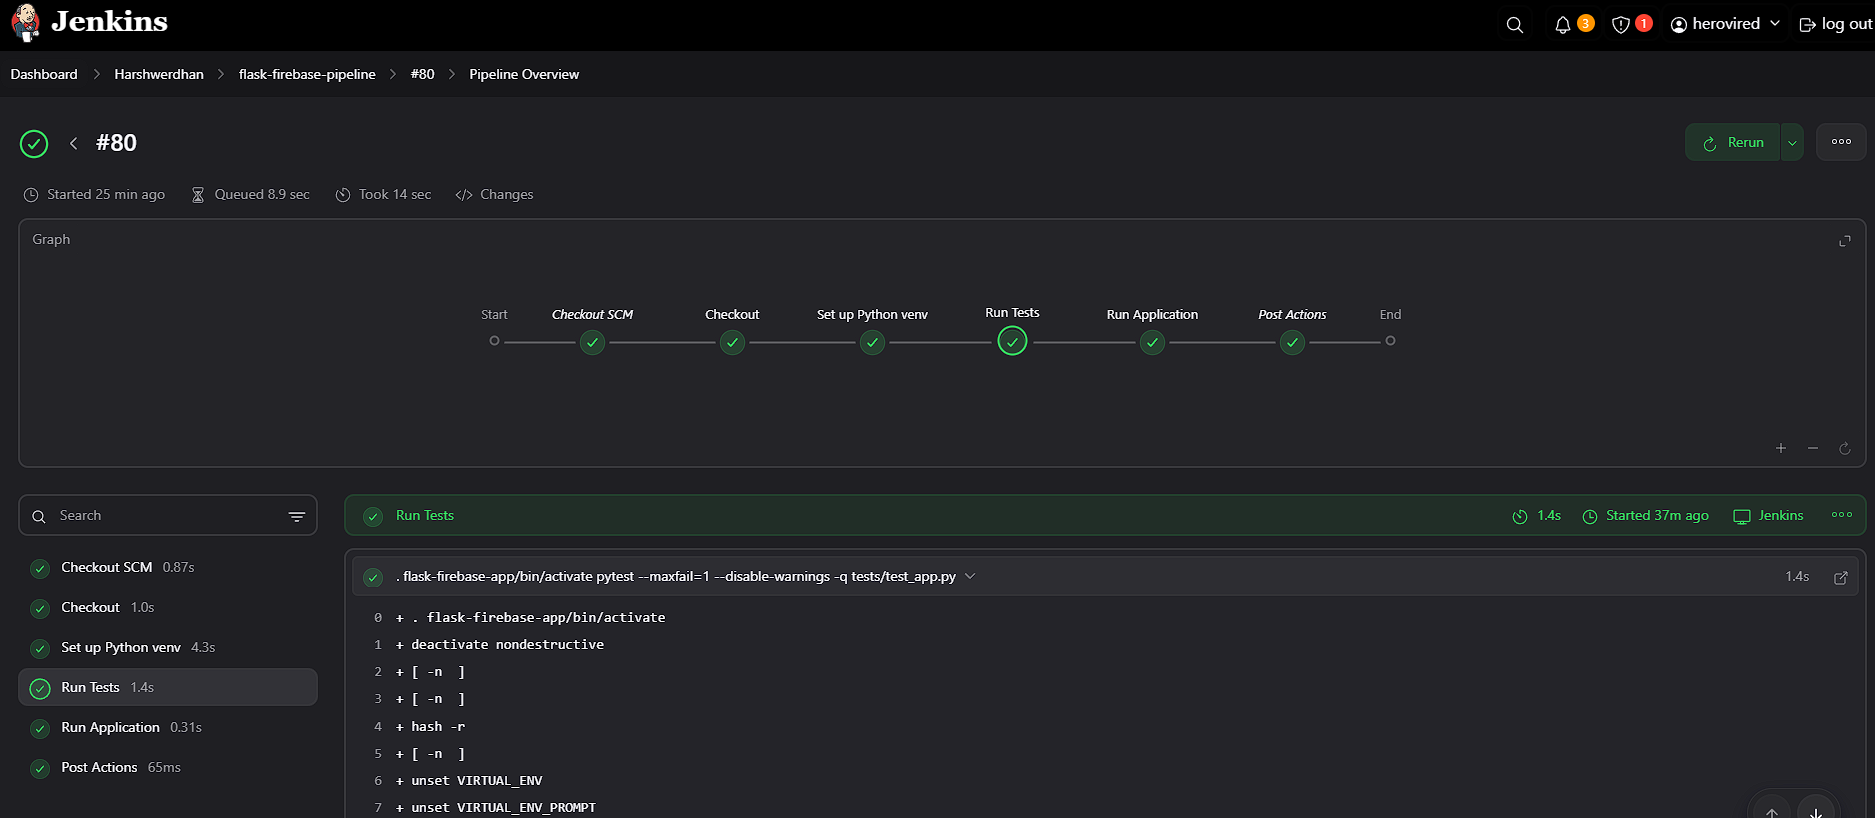 Jenkins
3
1
herovired
log out
Dashboard > Harshwerdhan > flask-firebase-pipeline > #80 > Pipeline Overview
#80
Rerun
Started 25 min ago
Queued 8.9 sec
Took 14 sec
Changes
Graph
Start
Checkout SCM
Checkout
Set up Python venv
Run Tests
Run Application
Post Actions
End
Search
Checkout SCM 0.87s
Checkout 1.0s
Set up Python venv 4.3s
Run Tests 1.4s
Run Application 0.31s
Post Actions 65ms
Run Tests
1.4s
Started 37m ago
Jenkins
. flask-firebase-app/bin/activate pytest --maxfail=1 --disable-warnings -q tests/test_app.py
1.4s
0 + . flask-firebase-app/bin/activate
1 + deactivate nondestructive
2 + [ -n  ]
3 + [ -n  ]
4 + hash -r
5 + [ -n  ]
6 + unset VIRTUAL_ENV
7 + unset VIRTUAL_ENV_PROMPT